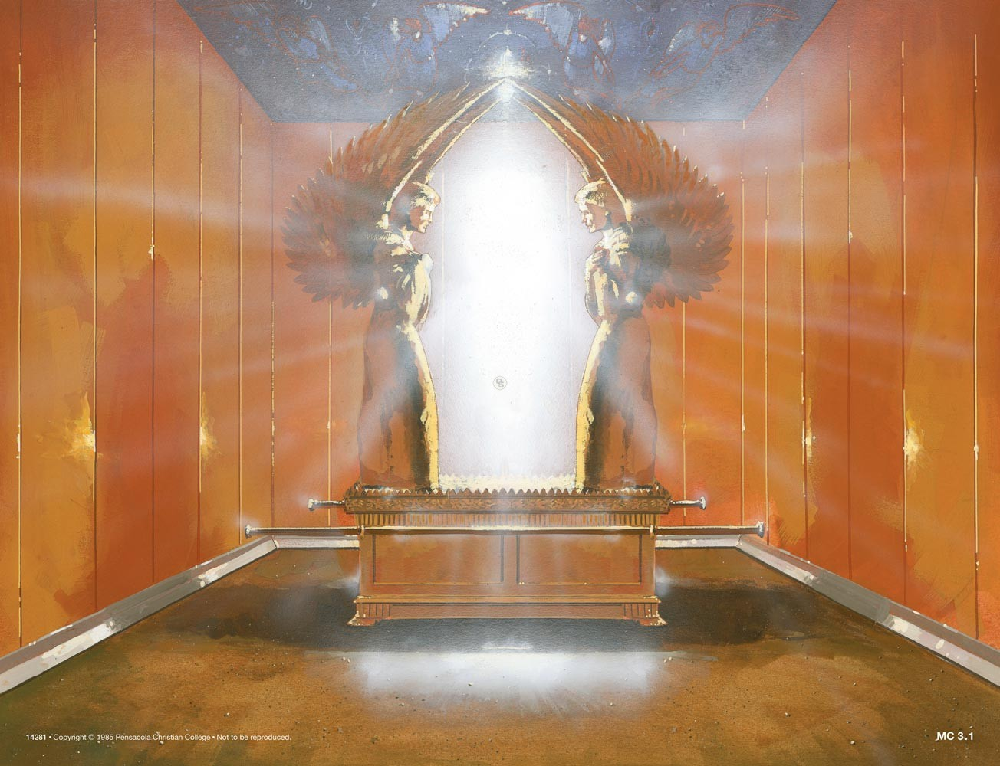 14281 • Copyright © 1985 Pensacola Christian College • Not to be reproduced.
MC 3.1